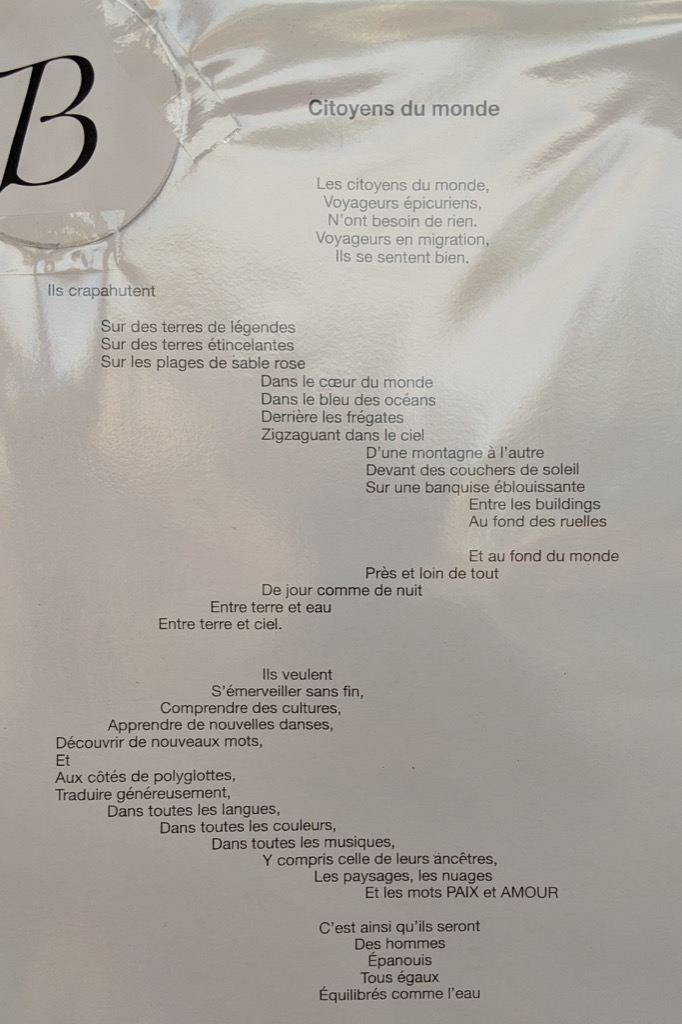 B
Citoyens du monde
Les citoyens du monde,
Voyageurs épicuriens,
N'ont besoin de rien.
Voyageurs en migration,
Ils se sentent bien.
Ils crapahutent
Sur des terres de légendes
Sur des terres étincelantes
Sur les plages de sable rose
Dans le cœur du monde
Dans le bleu des océans
Derrière les frégates
Zigzaguant dans le ciel
D'une montagne à l'autre
Devant des couchers de soleil
Sur une banquise éblouissante
Entre les buildings
Au fond des ruelles
Et au fond du monde
Près et loin de tout
De jour comme de nuit
Entre terre et eau
Entre terre et ciel.
Ils veulent
S'émerveiller sans fin,
Comprendre des cultures,
Apprendre de nouvelles danses,
Découvrir de nouveaux mots,
Et
Aux côtés de polyglottes,
Traduire généreusement,
Dans toutes les langues,
Dans toutes les couleurs,
Dans toutes les musiques,
Y compris celle de leurs ancêtres,
Les paysages, les nuages
Et les mots PAIX et AMOUR
C'est ainsi qu'ils seront
Des hommes
Épanouis
Tous égaux
Équilibrés comme l'eau